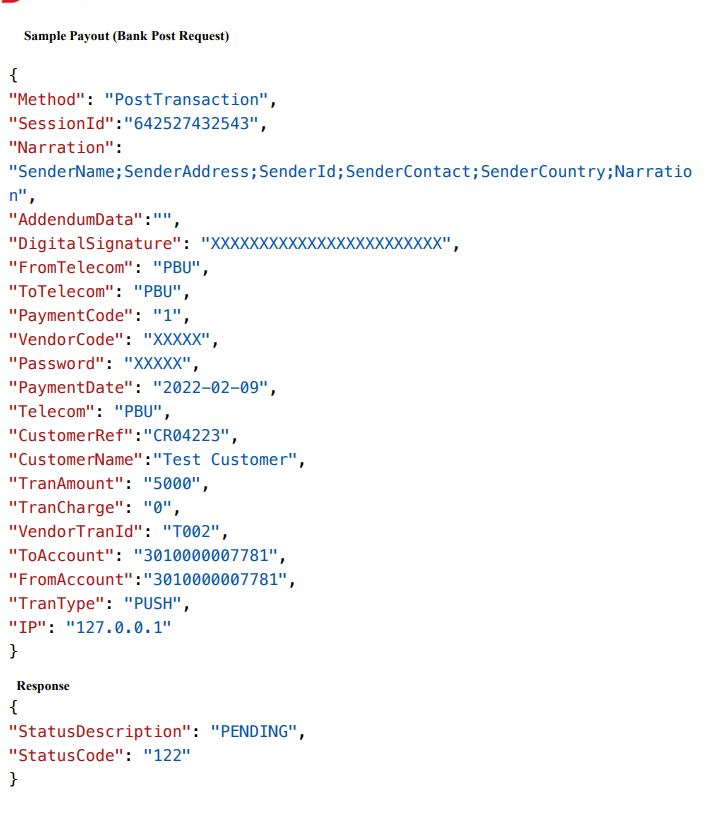 Sample Payout (Bank Post Request)
{
"Method": "PostTransaction",
"SessionId":"642527432543",
"Narration":
"SenderName;SenderAddress;SenderId;SenderContact;SenderCountry;Narratio
n",
"AddendumData":"",
"DigitalSignature": "XXXXXXXXXXXXXXXXXXXXXXXX",
"FromTelecom": "PBU",
"ToTelecom": "PBU",
"PaymentCode": "1",
"VendorCode": "XXXXX",
"Password": "XXXXX",
"PaymentDate": "2022-02-09",
"Telecom": "PBU",
"CustomerRef":"CR04223",
"CustomerName":"Test Customer",
"TranAmount": "5000",
"TranCharge": "0",
"VendorTranId": "T002",
"ToAccount": "3010000007781",
"FromAccount":"3010000007781",
"TranType": "PUSH",
"IP": "127.0.0.1"
}
Response
{
"StatusDescription": "PENDING",
"StatusCode": "122"
}